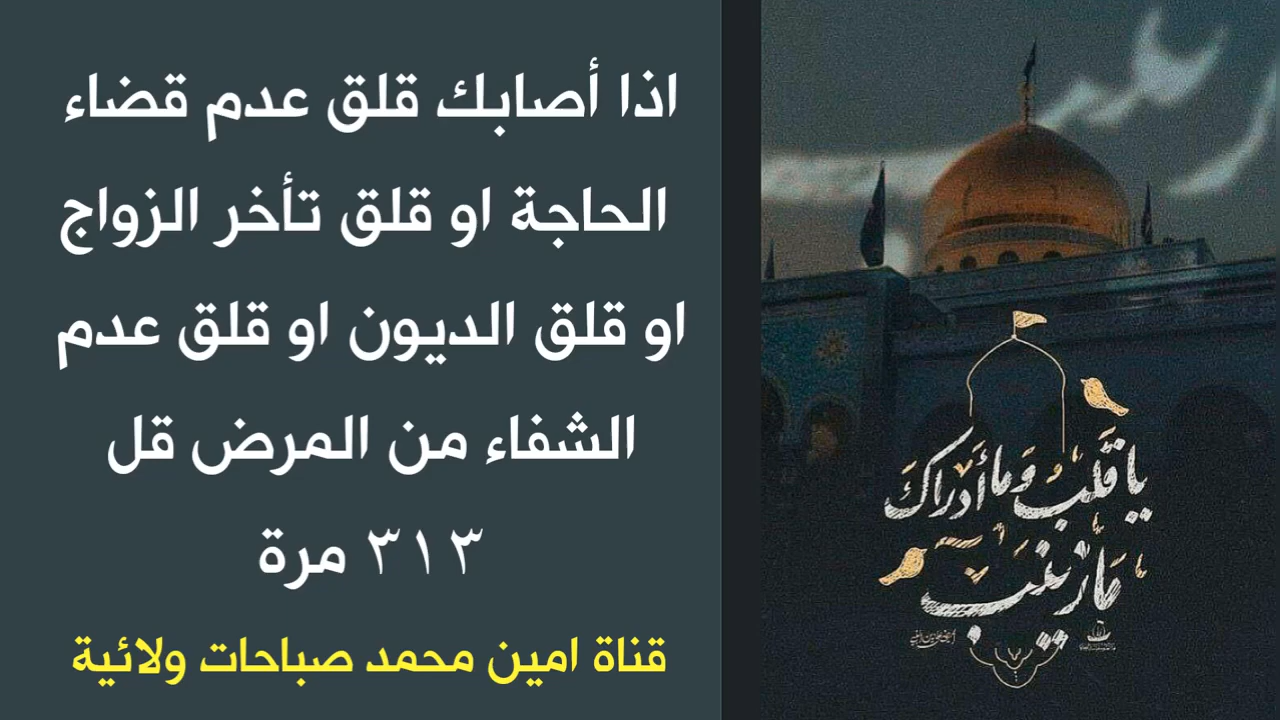 اذا أصابك قلق عدم قضاء
الحاجة او قلق تأخر الزواج
او قلق الديون او قلق عدم
الشفاء من المرض قل
٣١٣ مرة
قناة امين محمد صباحات ولائية
يا قلب وما أدراك
ما زينب